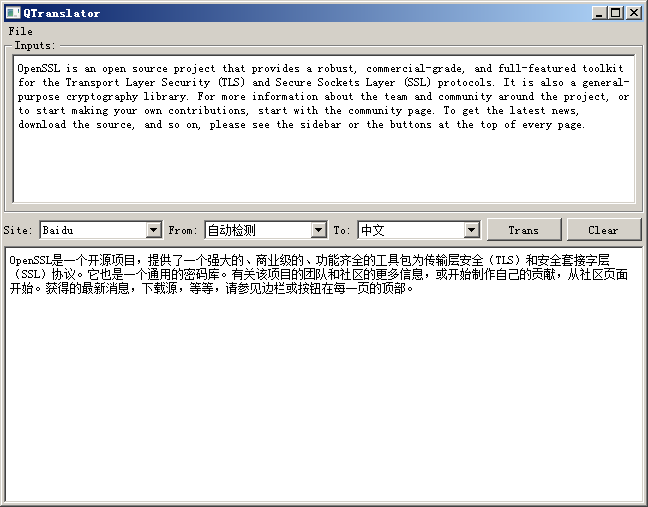 QTranslator
File
Inputs:
OpenSSL is an open source project that provides a robust, commercial-grade, and full-featured toolkit
for the Transport Layer Security (TLS) and Secure Sockets Layer (SSL) protocols. It is also a general-
purpose cryptography library. For more information about the team and community around the project, or
to start making your own contributions, start with the community page. To get the latest news,
download the source, and so on, please see the sidebar or the buttons at the top of every page.
Site: Baidu From: 自动检测 To: 中文 Trans Clear
OpenSSL是一个开源项目，提供了一个强大的、商业级的、功能齐全的工具包为传输层安全（TLS）和安全套接字层
（SSL）协议。它也是一个通用的密码库。有关该项目的团队和社区的更多信息，或开始制作自己的贡献，从社区页面
开始。获得的最新消息，下载源，等等，请参见边栏或按钮在每一页的顶部。